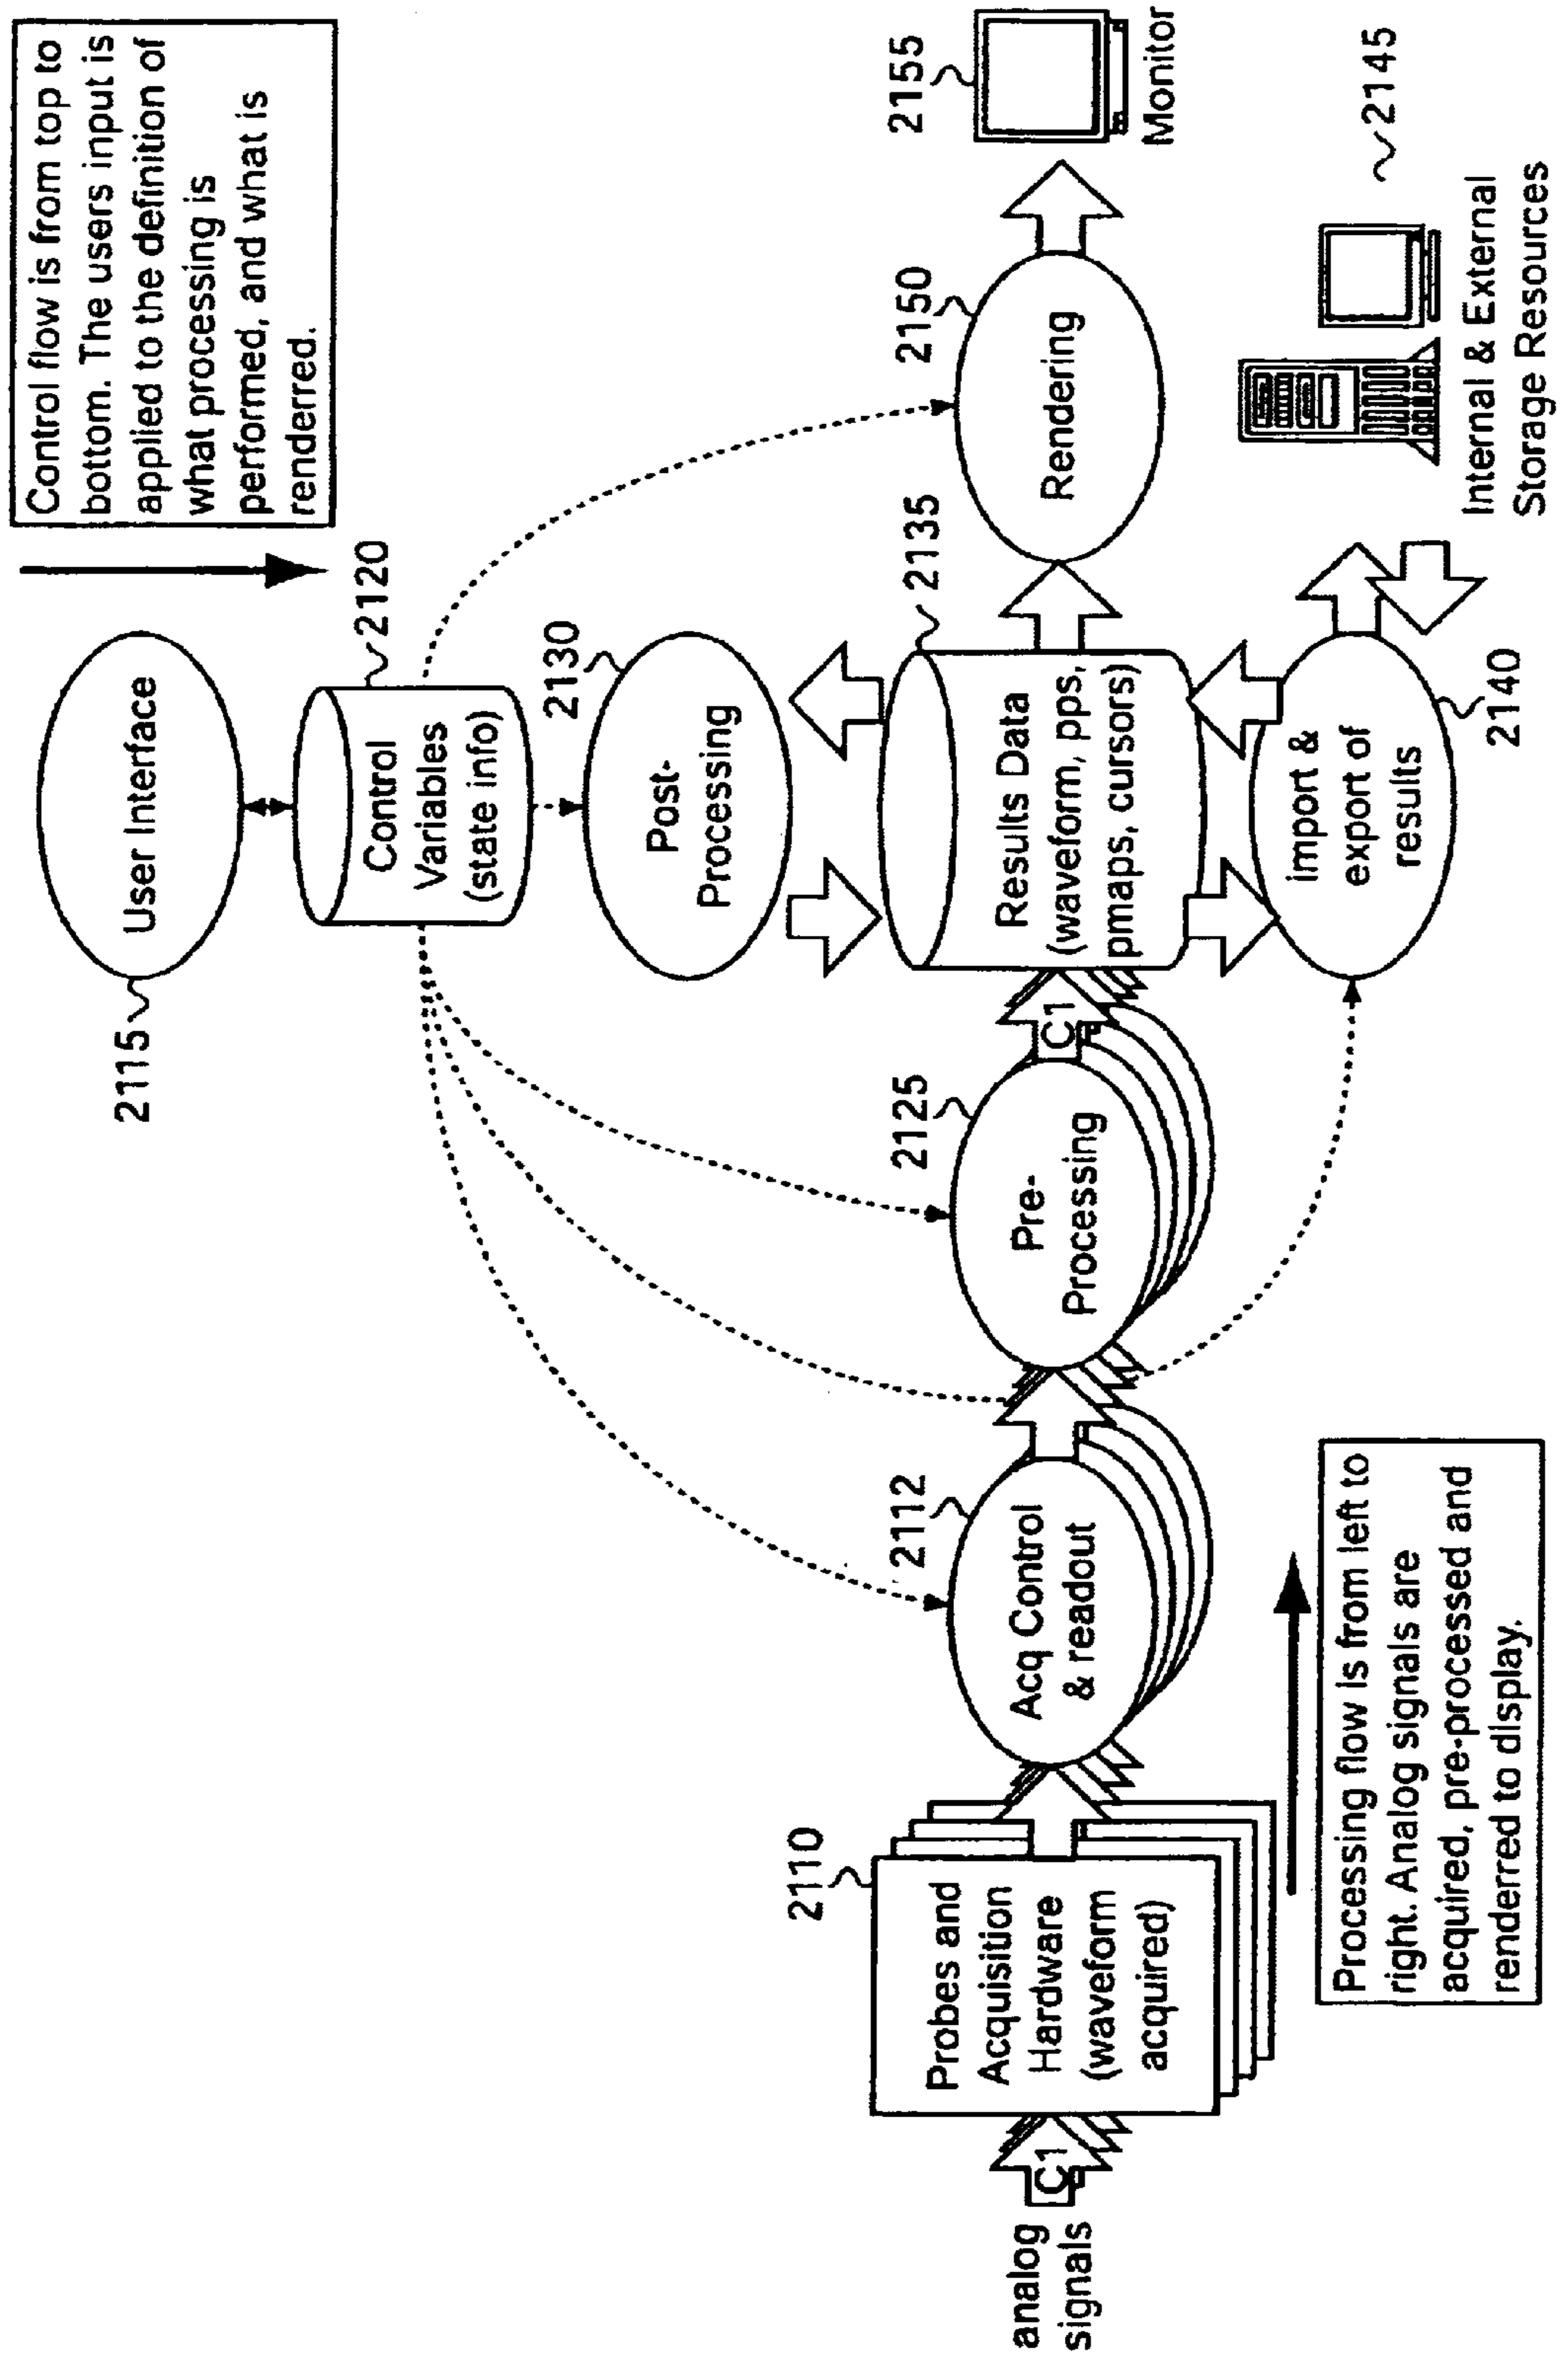 Control flow is from top to
bottom. The users input is
applied to the definition of
what processing is
performed, and what is
renderred.
2115
User Interface
2120
Control
Variables
(state info)
2130
Post-
Processing
analog
signals
C1
2110
Probes and
Acquisition
Hardware
(waveform
acquired)
2112
Acq Control
& readout
2125
Pre-
Processing
C1
2135
Results Data
(waveform, pps,
pmaps, cursors)
2150
Rendering
2155
Monitor
import &
export of
results
2140
2145
Internal & External
Storage Resources
Processing flow is from left to
right. Analog signals are
acquired, pre-processed and
renderred to display.